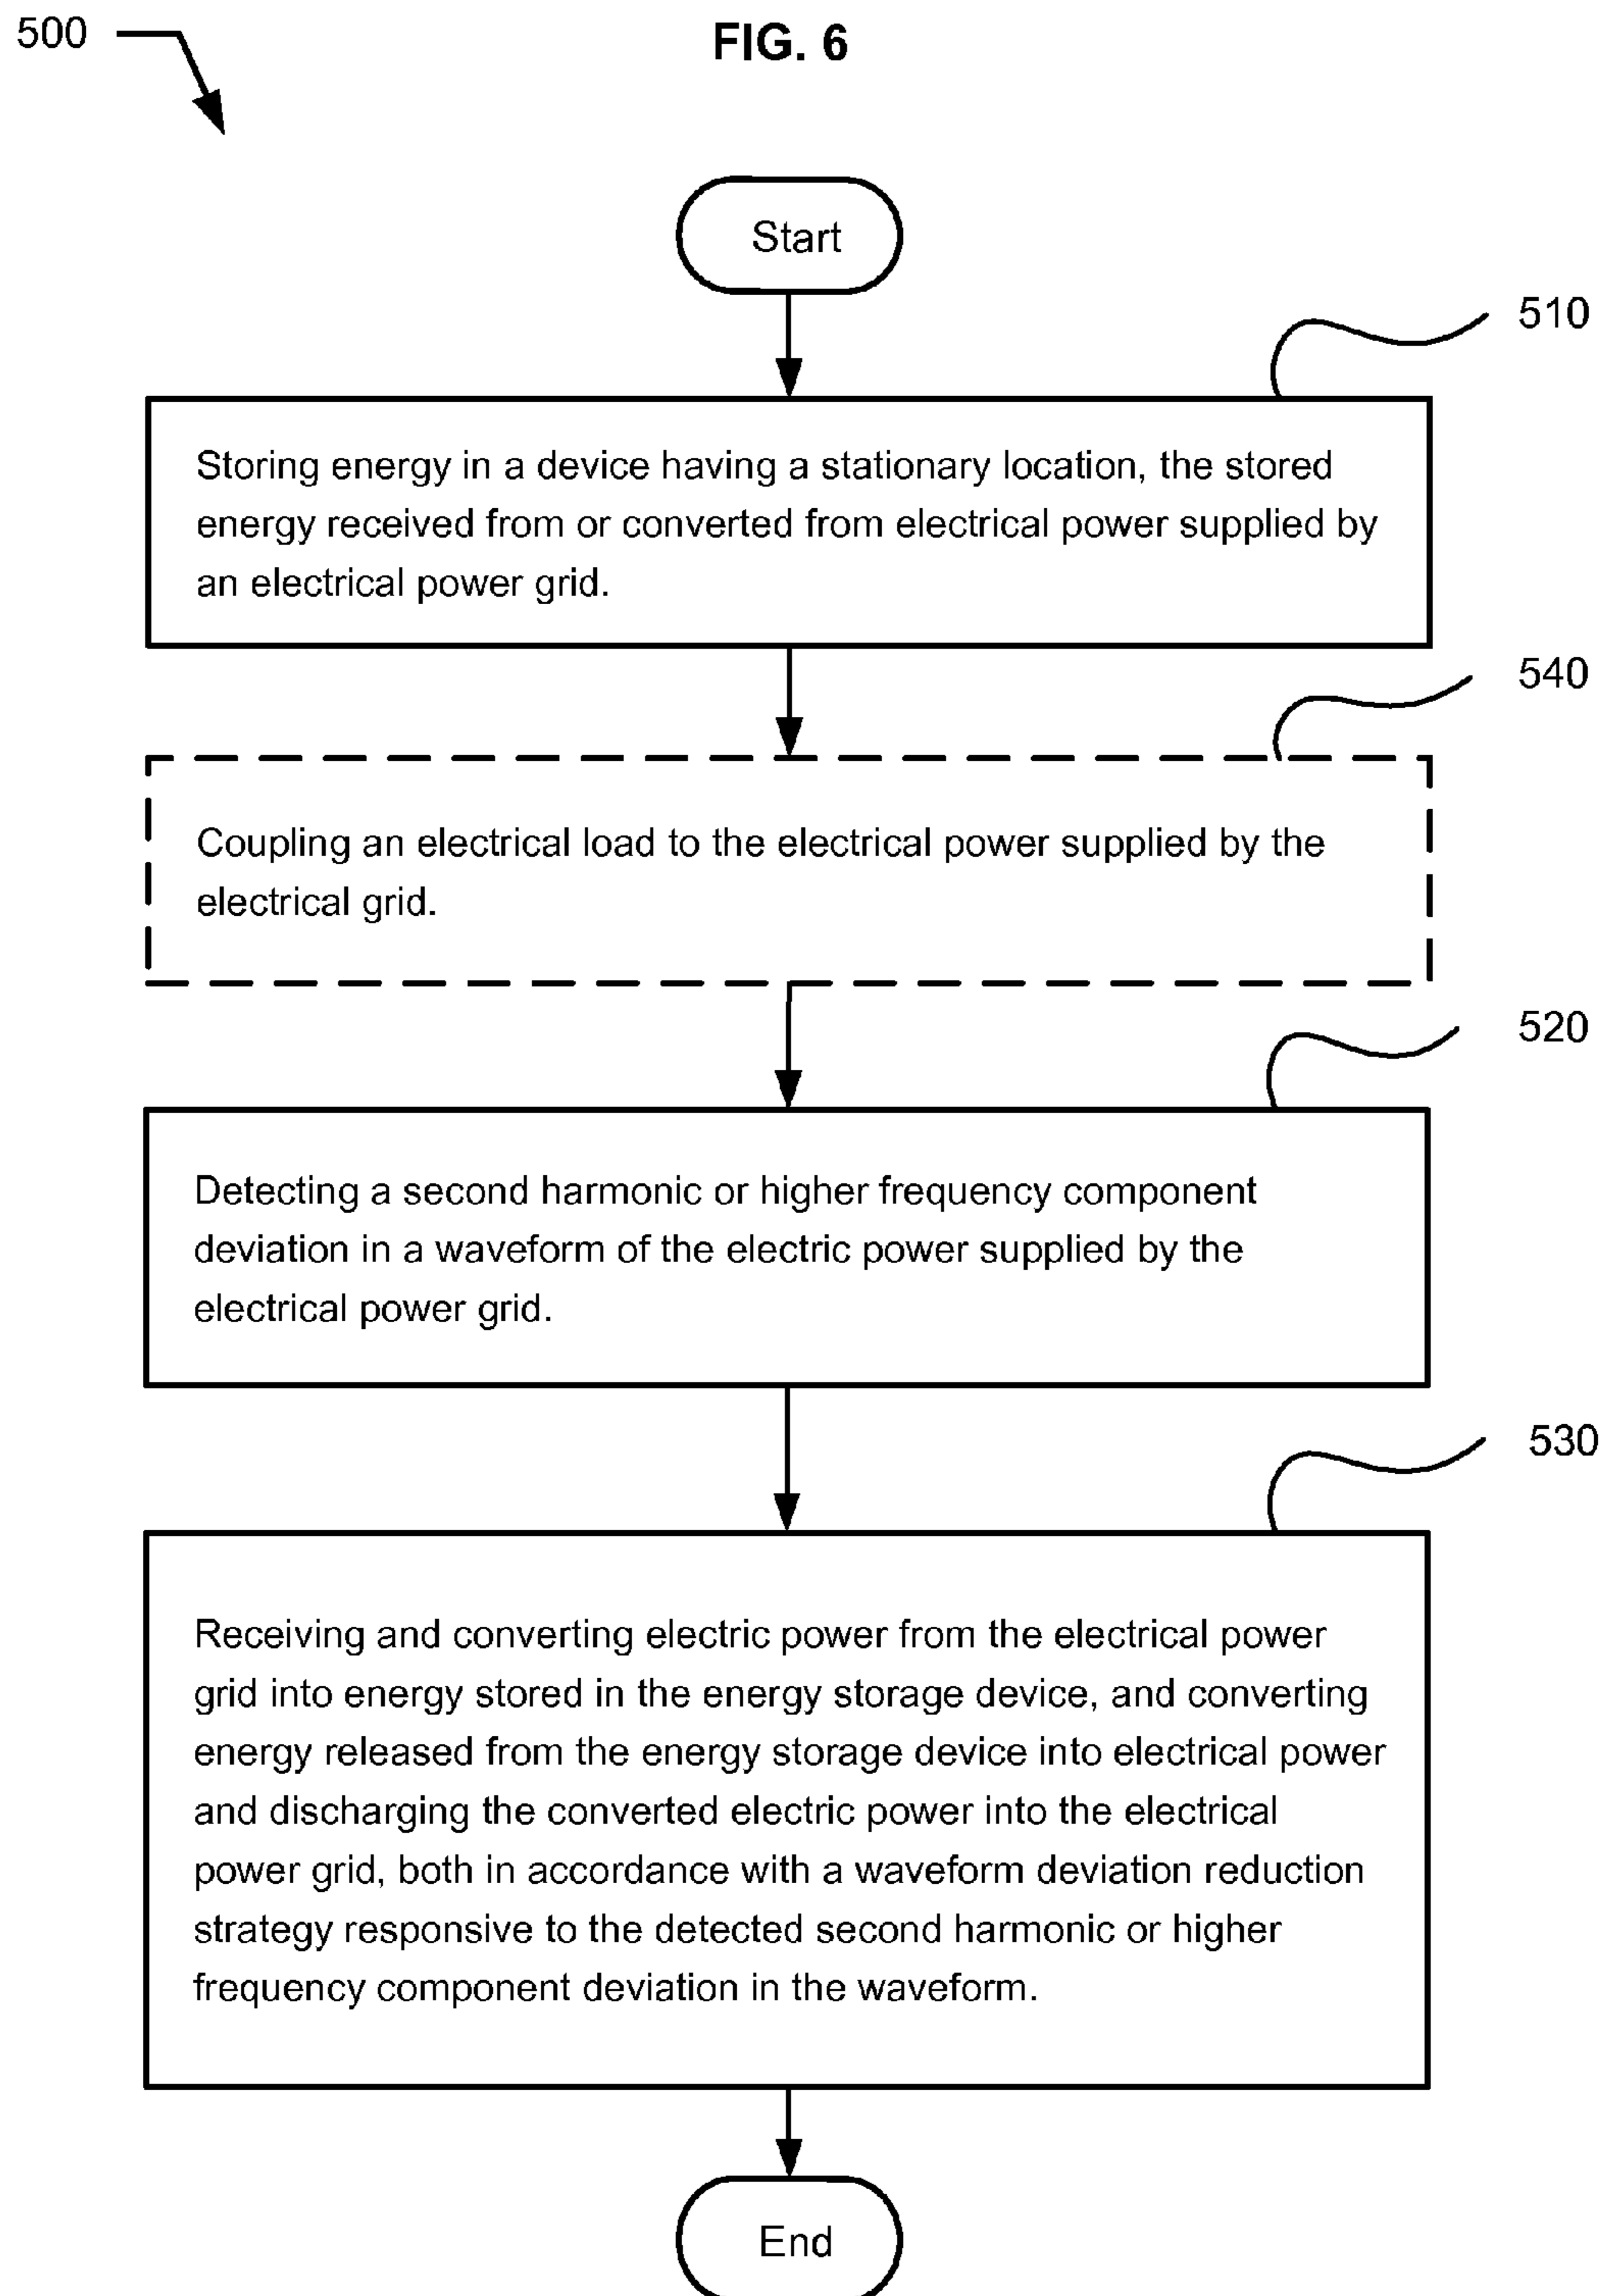 500
FIG. 6
Start
510
Storing energy in a device having a stationary location, the stored
energy received from or converted from electrical power supplied by
an electrical power grid.
540
Coupling an electrical load to the electrical power supplied by the
electrical grid.
520
Detecting a second harmonic or higher frequency component
deviation in a waveform of the electric power supplied by the
electrical power grid.
530
Receiving and converting electric power from the electrical power
grid into energy stored in the energy storage device, and converting
energy released from the energy storage device into electrical power
and discharging the converted electric power into the electrical
power grid, both in accordance with a waveform deviation reduction
strategy responsive to the detected second harmonic or higher
frequency component deviation in the waveform.
End